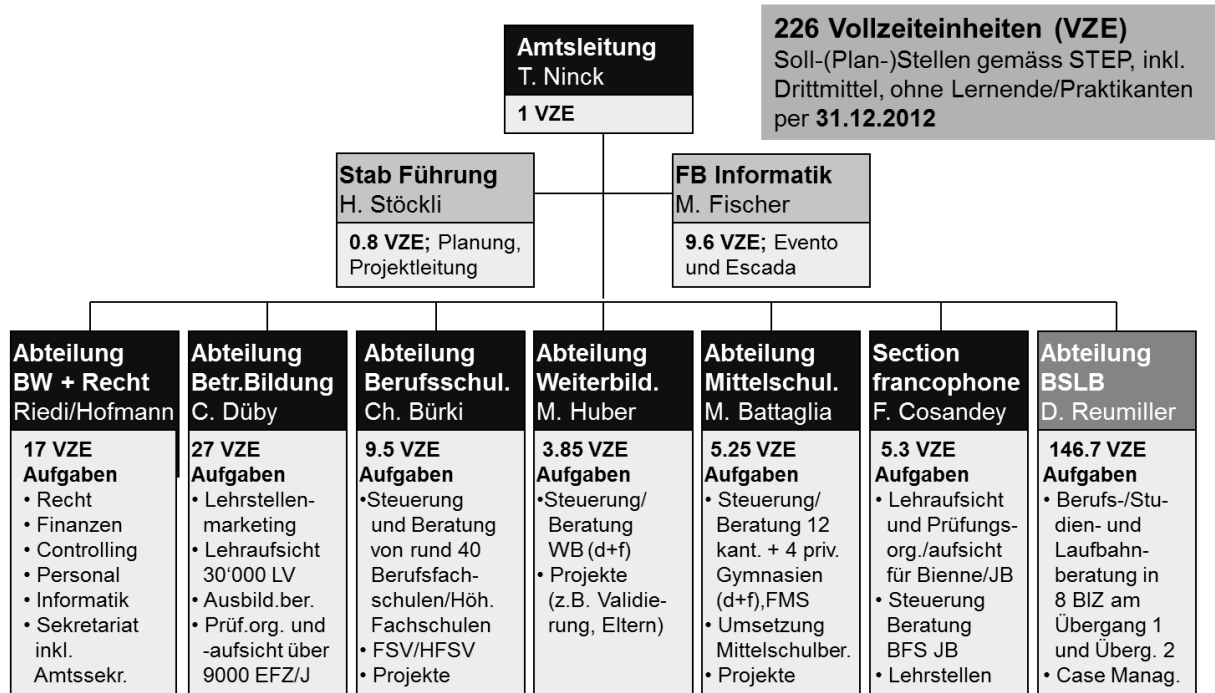 Amtsleitung
T. Ninck
1 VZE
226 Vollzeiteinheiten (VZE)
Soll-(Plan-)Stellen gemäss STEP, inkl.
Drittmittel, ohne Lernende/Praktikanten
per 31.12.2012
Stab Führung
H. Stöckli
0.8 VZE; Planung,
Projektleitung
FB Informatik
M. Fischer
9.6 VZE; Evento
und Escada
Abteilung
BW + Recht
Riedi/Hofmann
17 VZE
Aufgaben
• Recht
• Finanzen
• Controlling
• Personal
• Informatik
• Sekretariat
inkl.
Amtssekr.
Abteilung
Betr.Bildung
C. Düby
27 VZE
Aufgaben
• Lehrstellen-
marketing
• Lehraufsicht
30‘000 LV
• Ausbild.ber.
• Prüf.org. und
-aufsicht über
9000 EFZ/J
Abteilung
Berufsschul.
Ch. Bürki
9.5 VZE
Aufgaben
•Steuerung
und Beratung
von rund 40
Berufsfach-
schulen/Höh.
Fachschulen
• FSV/HFSV
• Projekte
Abteilung
Weiterbild.
M. Huber
3.85 VZE
Aufgaben
•Steuerung/
Beratung
WB (d+f)
• Projekte
(z.B. Validie-
rung, Eltern)
Abteilung
Mittelschul.
M. Battaglia
5.25 VZE
Aufgaben
• Steuerung/
Beratung 12
kant. + 4 priv.
Gymnasien
(d+f),FMS
• Umsetzung
Mittelschulber.
• Projekte
Section
francophone
F. Cosandey
5.3 VZE
Aufgaben
• Lehraufsicht
und Prüfungs-
org./aufsicht
für Bienne/JB
• Steuerung
Beratung
BFS JB
• Lehrstellen
Abteilung
BSLB
D. Reumiller
146.7 VZE
Aufgaben
• Berufs-/Stu-
dien- und
Laufbahn-
beratung in
8 BIZ am
Übergang 1
und Überg. 2
• Case Manag.